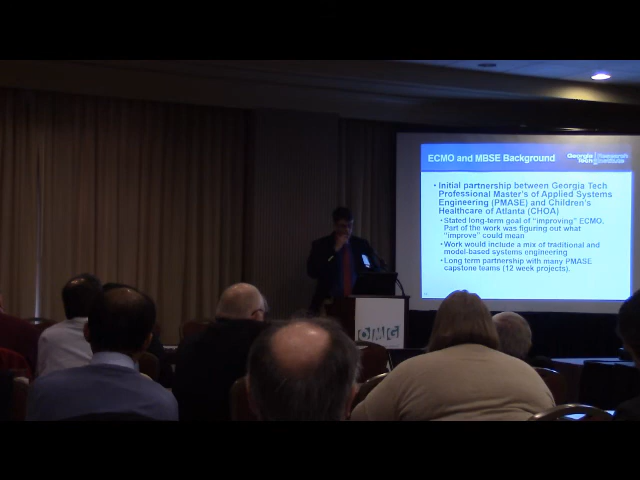 ECMO and MBSE Background
Georgia Tech Research Institute
• Initial partnership between Georgia Tech
Professional Master's of Applied Systems
Engineering (PMASE) and Children's
Healthcare of Atlanta (CHOA)
• Stated long-term goal of "improving" ECMO.
Part of the work was figuring out what
"improve" could mean
• Work would include a mix of traditional and
model-based systems engineering
• Long term partnership with many PMASE
capstone teams (12 week projects).
OMG